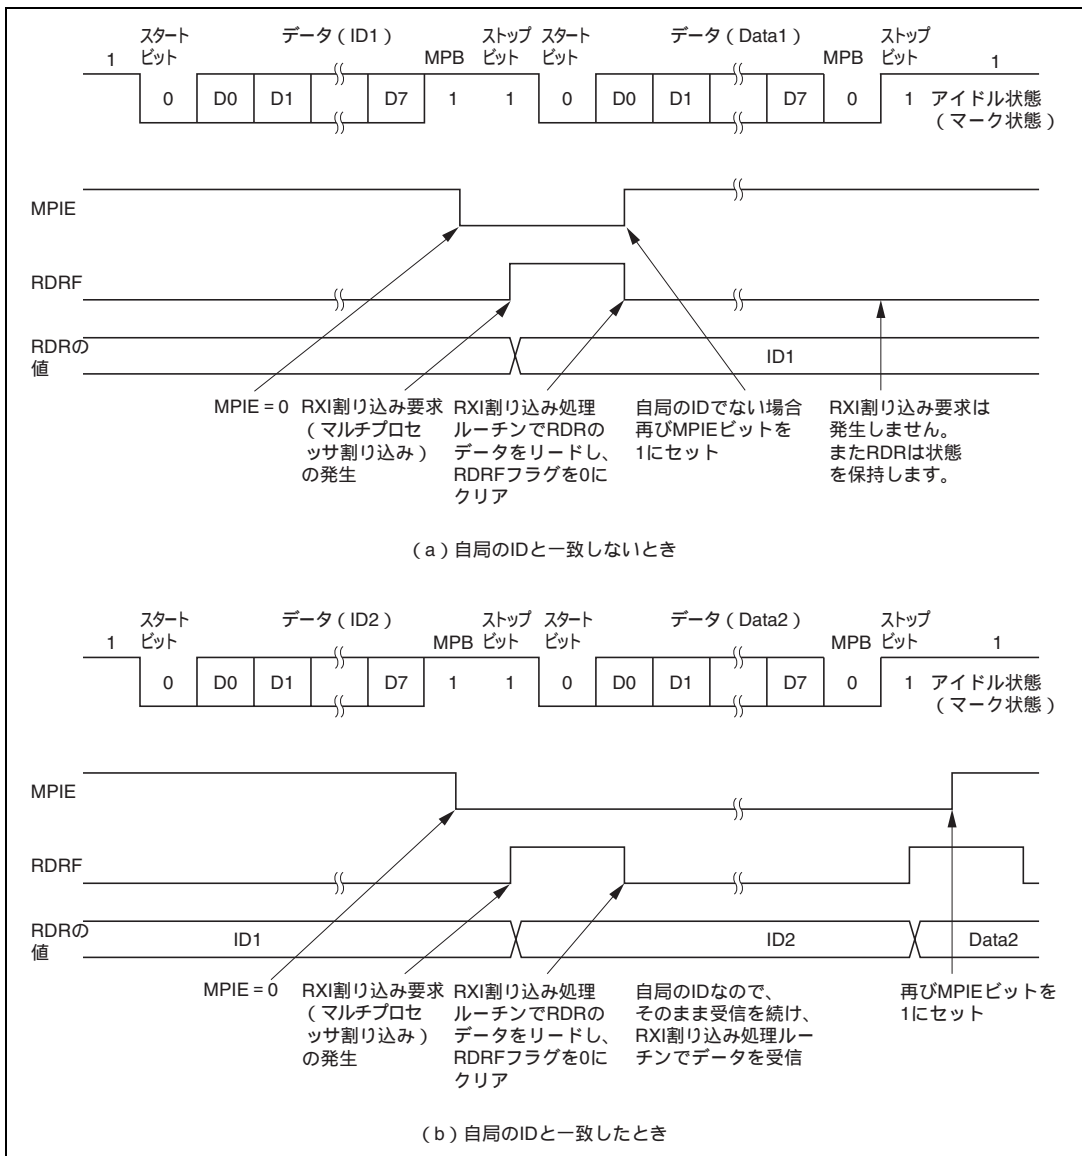 スタート データ(ID1) ストップ スタート データ(Data1) ストップ
1 ビット MPB ビット ビット MPB ビット 1
0 D0 D1 D7 1 1 0 D0 D1 D7 0 1 アイドル状態
(マーク状態)
MPIE
RDRF
RDRの
値
ID1
MPIE = 0
RXI割り込み要求
(マルチプロセ
ッサ割り込み)
の発生
RXI割り込み処理
ルーチンでRDRの
データをリードし、
RDRFフラグを0に
クリア
自局のIDでない場合
再びMPIEビットを
1にセット
RXI割り込み要求は
発生しません。
またRDRは状態
を保持します。
(a)自局のIDと一致しないとき
スタート データ(ID2) ストップ スタート データ(Data2) ストップ
1 ビット MPB ビット ビット MPB ビット 1
0 D0 D1 D7 1 1 0 D0 D1 D7 0 1 アイドル状態
(マーク状態)
MPIE
RDRF
RDRの
値
ID1 ID2 Data2
MPIE = 0
RXI割り込み要求
(マルチプロセ
ッサ割り込み)
の発生
RXI割り込み処理
ルーチンでRDRの
データをリードし、
RDRFフラグを0に
クリア
自局のIDなので、
そのまま受信を続け、
RXI割り込み処理ルー
チンでデータを受信
再びMPIEビットを
1にセット
(b)自局のIDと一致したとき